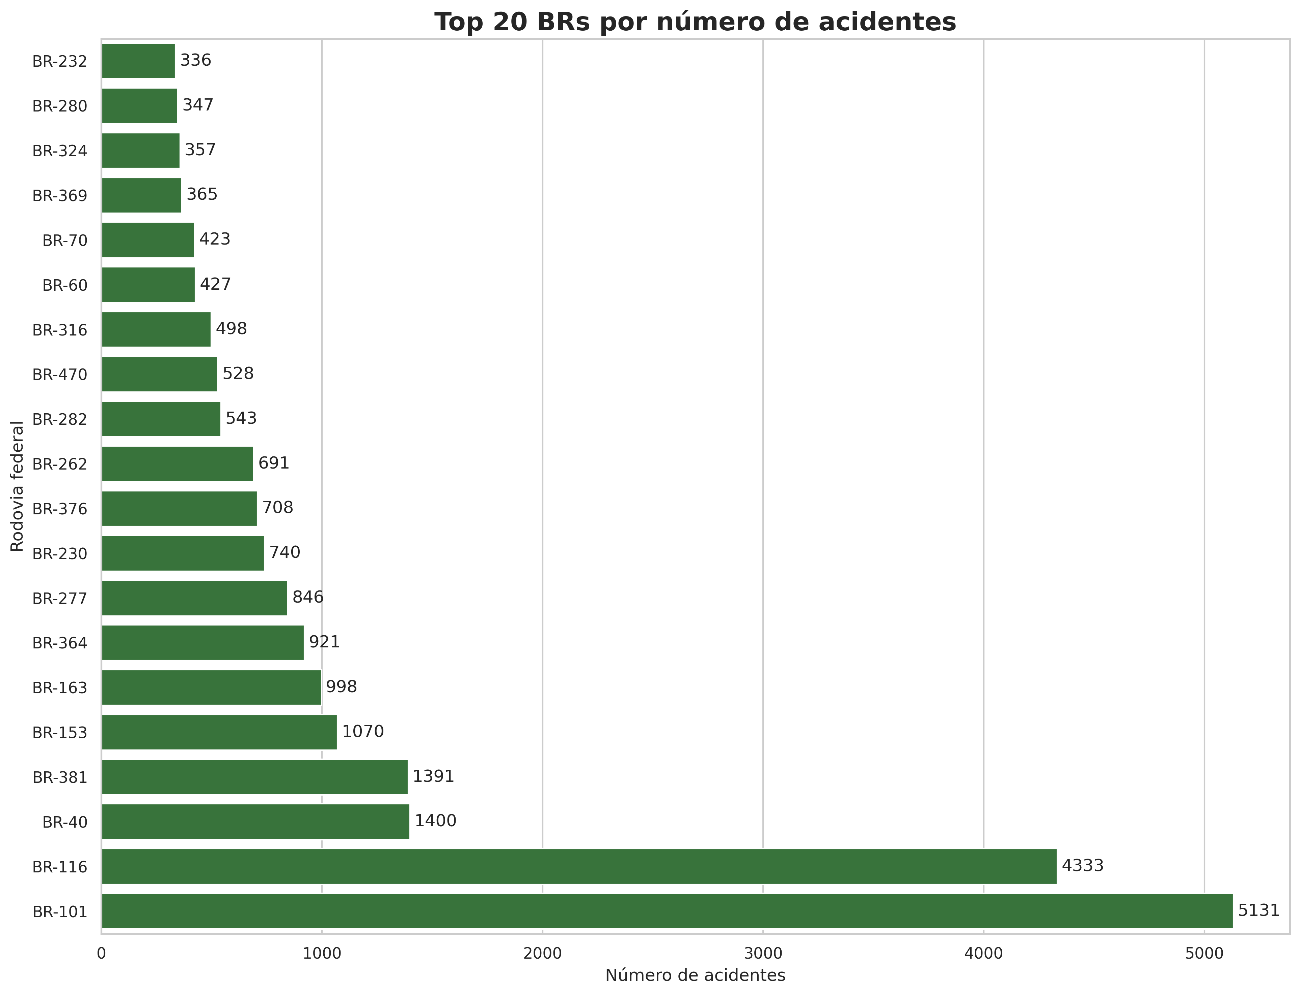 Top 20 BRs por número de acidentes
Rodovia federal
BR-232 336
BR-280 347
BR-324 357
BR-369 365
BR-70 423
BR-60 427
BR-316 498
BR-470 528
BR-282 543
BR-262 691
BR-376 708
BR-230 740
BR-277 846
BR-364 921
BR-163 998
BR-153 1070
BR-381 1391
BR-40 1400
BR-116 4333
BR-101 5131
0 1000 2000 3000 4000 5000
Número de acidentes